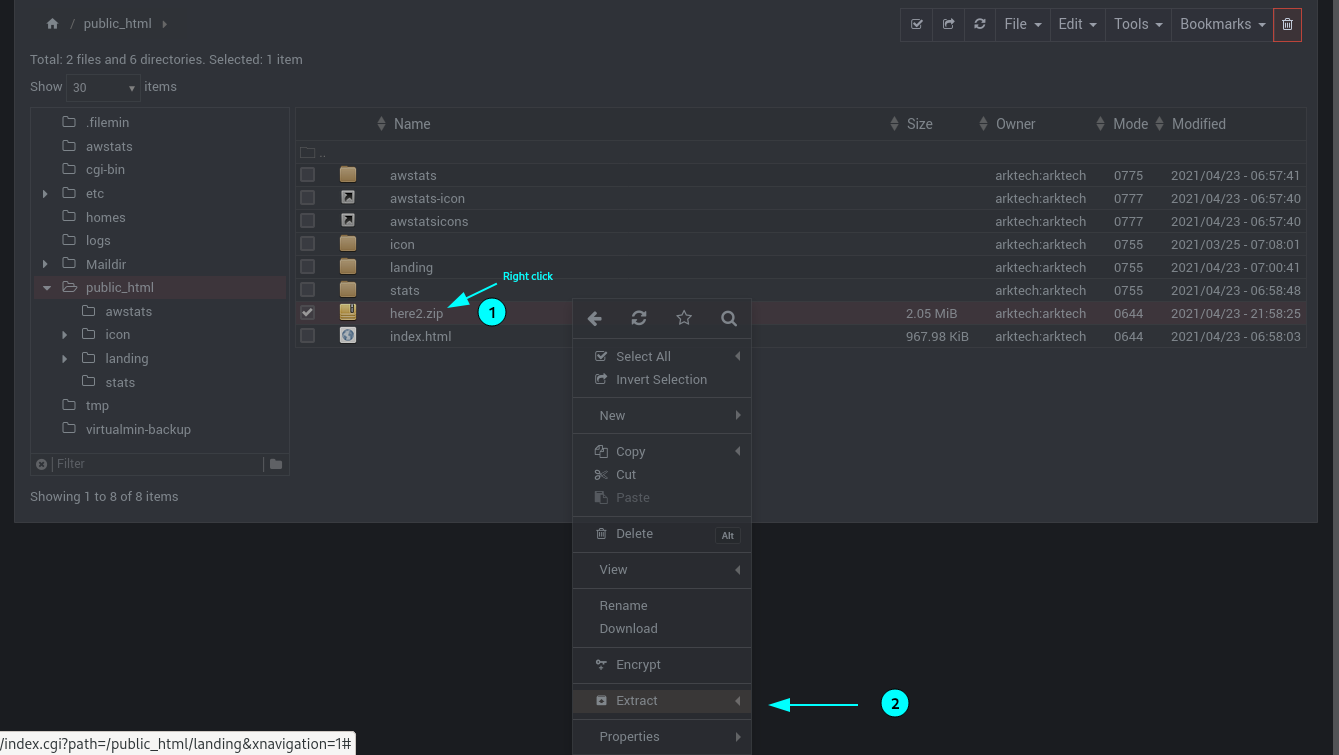 / public_html
File Edit Tools Bookmarks
Total: 2 files and 6 directories. Selected: 1 item
Show 30 items
.filemin
awstats
cgi-bin
etc
homes
logs
Maildir
public_html
awstats
icon
landing
stats
tmp
virtualmin-backup
Filter
Showing 1 to 8 of 8 items
Name Size Owner Mode Modified
..
awstats arktech:arktech 0775 2021/04/23 - 06:57:41
awstats-icon arktech:arktech 0777 2021/04/23 - 06:57:40
awstatsicons arktech:arktech 0777 2021/04/23 - 06:57:40
icon arktech:arktech 0755 2021/03/25 - 07:08:01
landing arktech:arktech 0755 2021/04/23 - 07:00:41
stats arktech:arktech 0755 2021/04/23 - 06:58:48
here2.zip 2.05 MiB arktech:arktech 0644 2021/04/23 - 21:58:25
index.html 967.98 KiB arktech:arktech 0644 2021/04/23 - 06:58:03
Right click
1
Select All
Invert Selection
New
Copy
Cut
Paste
Delete Alt
View
Rename
Download
Encrypt
Extract
2
Properties
/index.cgi?path=/public_html/landing&xnavigation=1#